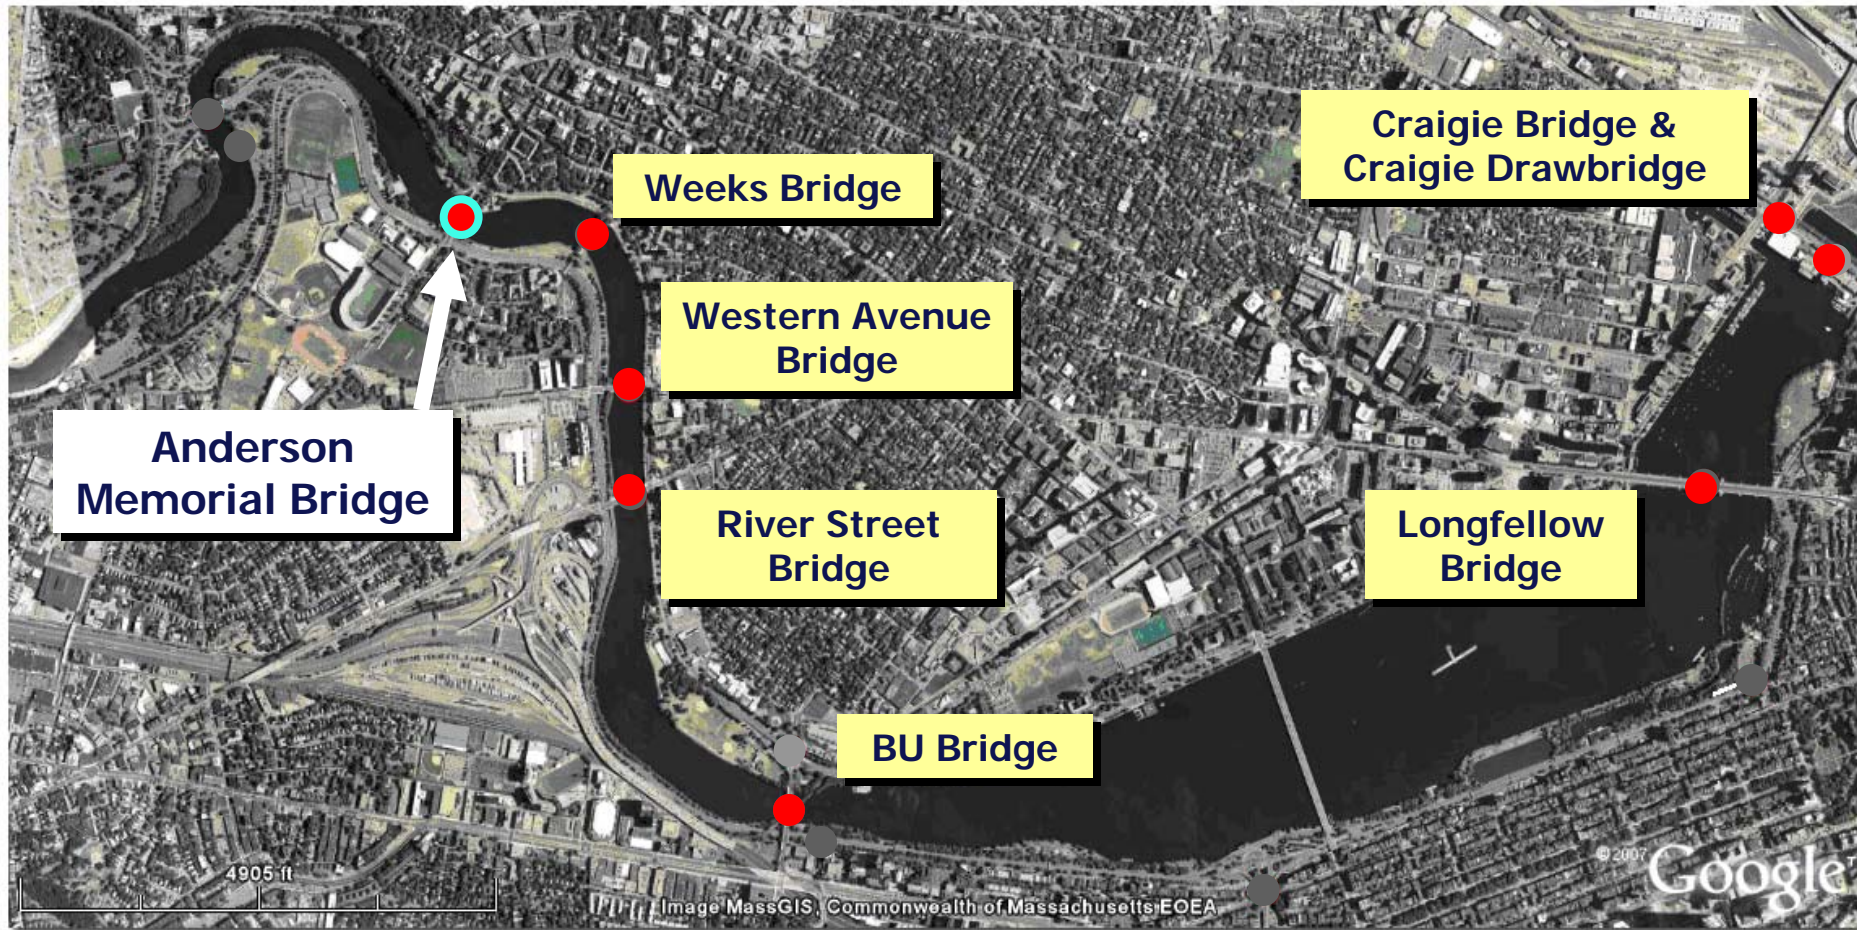 Craigie Bridge &
Craigie Drawbridge
Weeks Bridge
Western Avenue
Bridge
Anderson
Memorial Bridge
River Street
Bridge
Longfellow
Bridge
BU Bridge
4905 ft
©2007 Google™
Image MassGIS, Commonwealth of Massachusetts EOEA